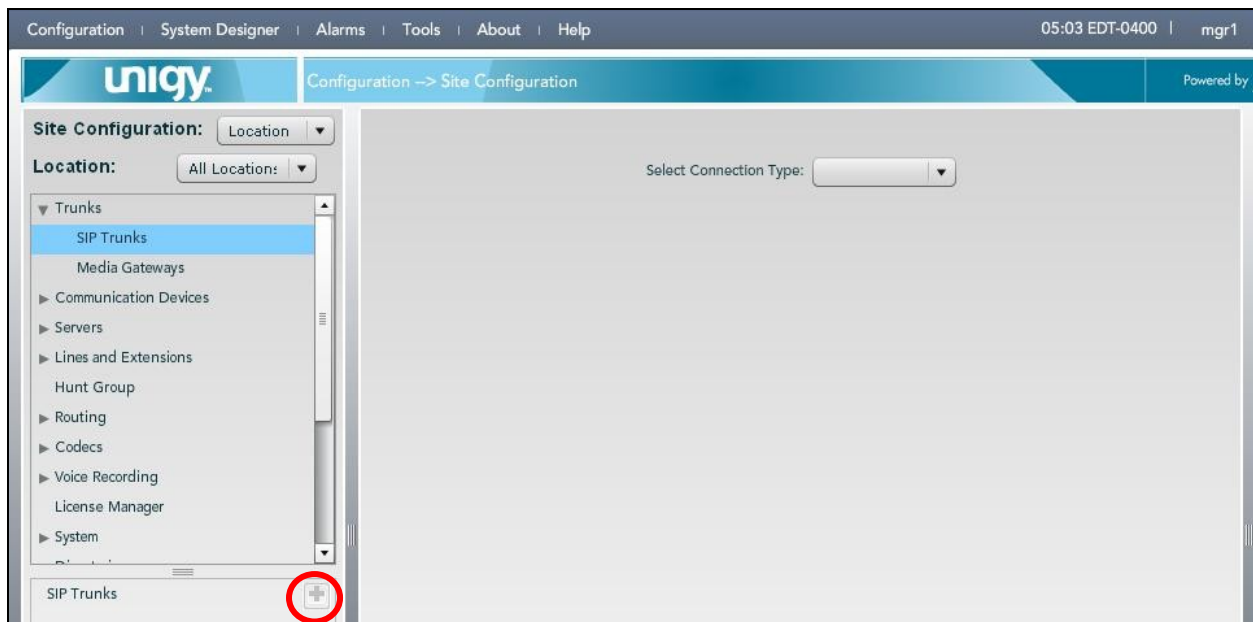 Configuration | System Designer | Alarms | Tools | About | Help 05:03 EDT-0400 | mgr1
unigy. Configuration --> Site Configuration Powered by
Site Configuration: Location
Location: All Locations
Select Connection Type:
Trunks
SIP Trunks
Media Gateways
Communication Devices
Servers
Lines and Extensions
Hunt Group
Routing
Codecs
Voice Recording
License Manager
System
SIP Trunks